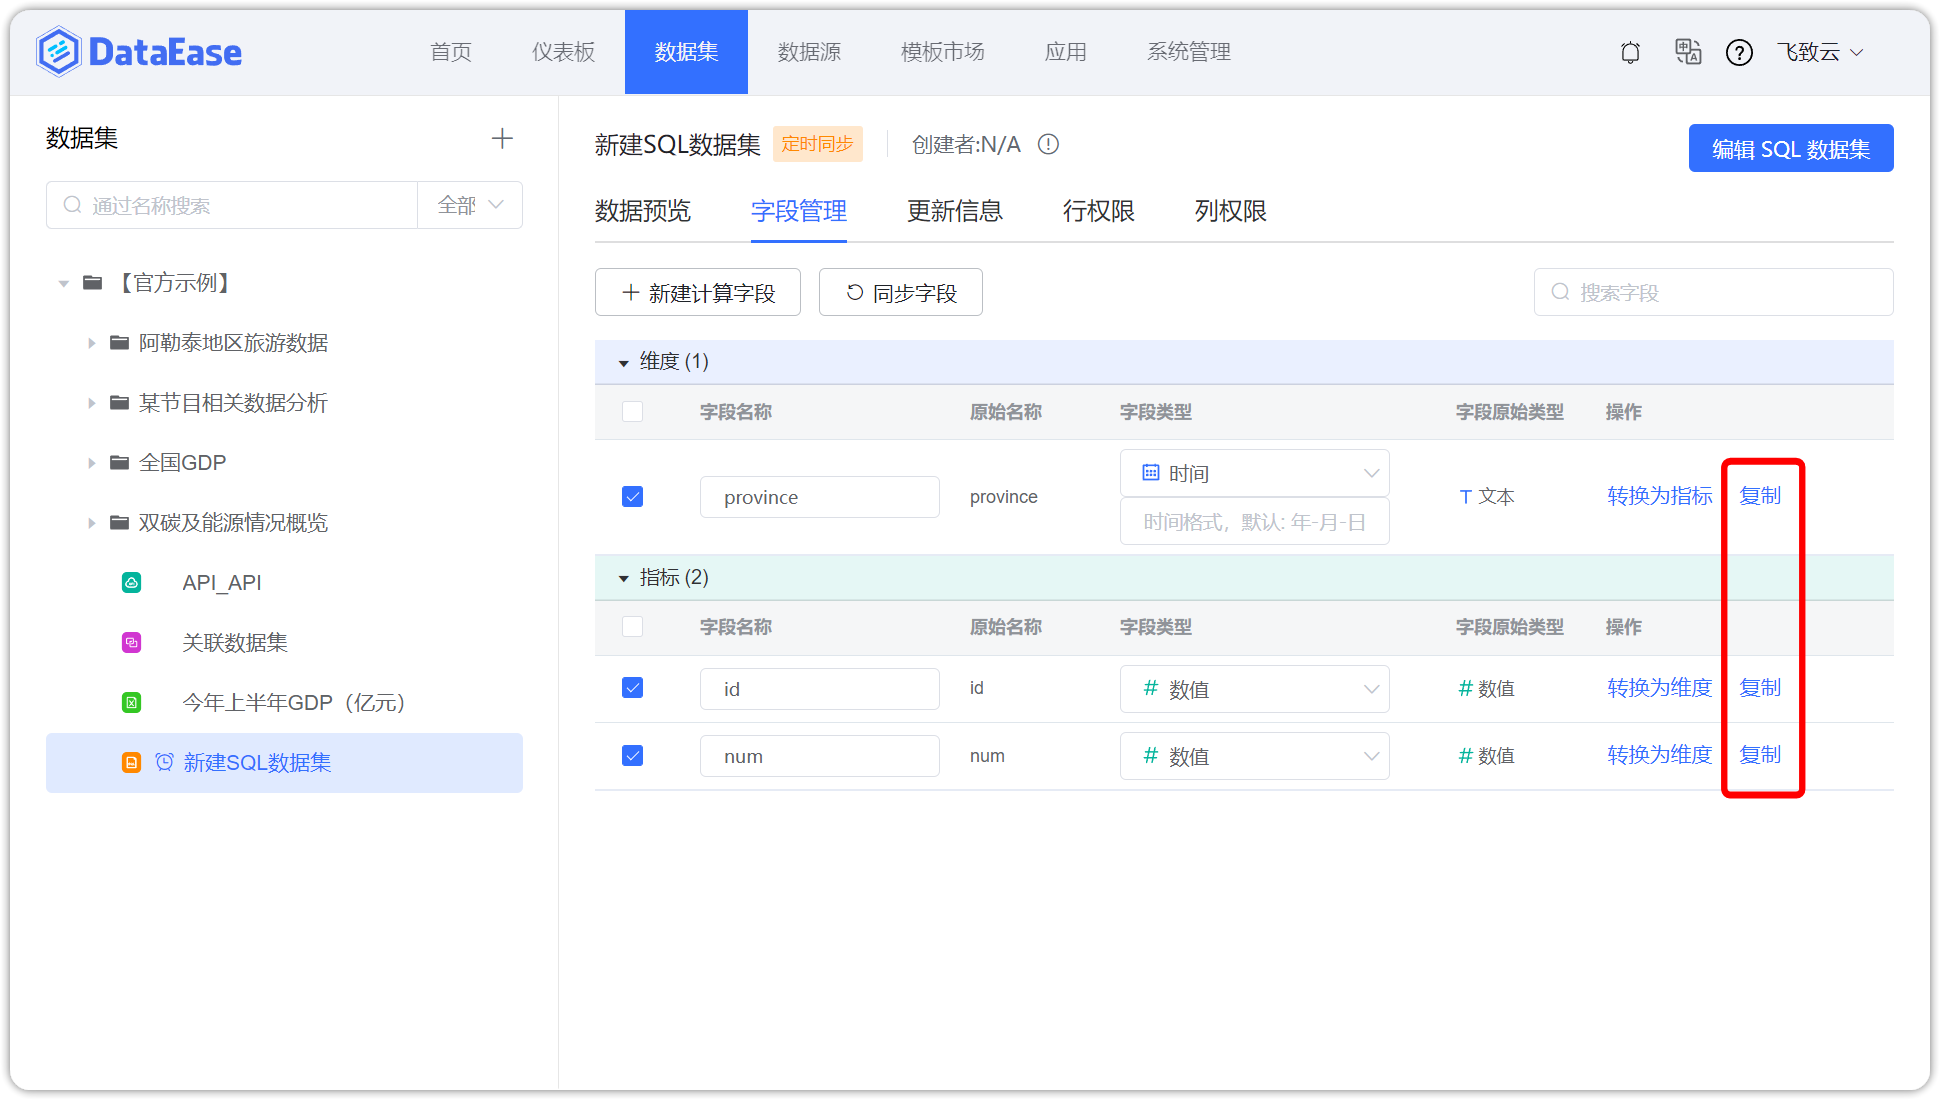 DataEase
首页
仪表板
数据集
数据源
模板市场
应用
系统管理
飞致云
数据集
通过名称搜索
全部
【官方示例】
阿勒泰地区旅游数据
某节目相关数据分析
全国GDP
双碳及能源情况概览
API_API
关联数据集
今年上半年GDP（亿元）
新建SQL数据集
新建SQL数据集
定时同步
创建者:N/A
编辑 SQL 数据集
数据预览
字段管理
更新信息
行权限
列权限
新建计算字段
同步字段
搜索字段
维度 (1)
字段名称 原始名称 字段类型 字段原始类型 操作
province province 时间 T 文本 转换为指标 复制
时间格式，默认: 年-月-日
指标 (2)
字段名称 原始名称 字段类型 字段原始类型 操作
id id # 数值 # 数值 转换为维度 复制
num num # 数值 # 数值 转换为维度 复制